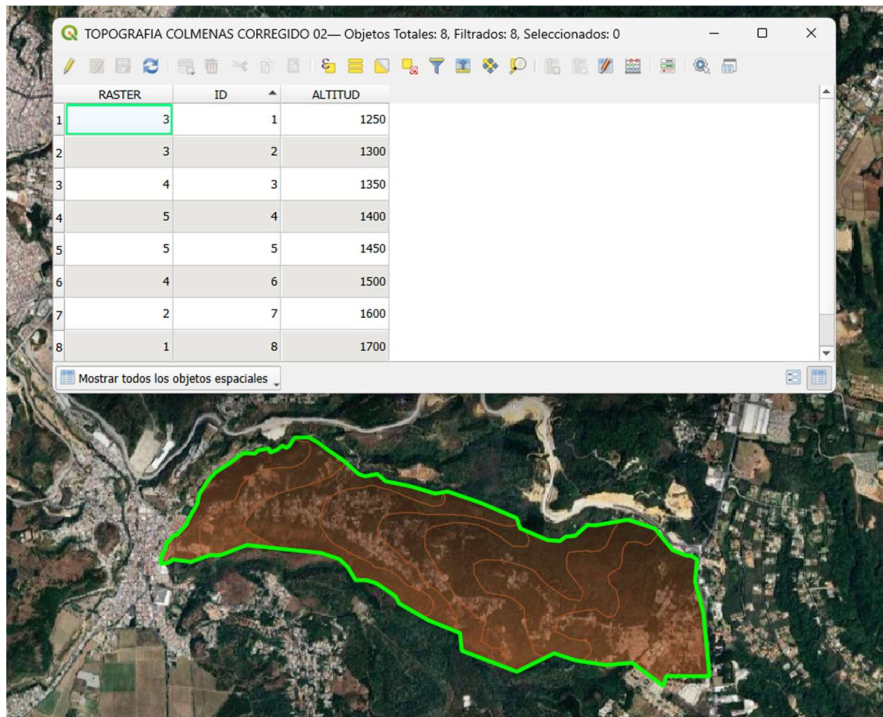 TOPOGRAFIA COLMENAS CORREGIDO 02— Objetos Totales: 8, Filtrados: 8, Seleccionados: 0
RASTER ID ALTITUD
1 3 1 1250
2 3 2 1300
3 4 3 1350
4 5 4 1400
5 5 5 1450
6 4 6 1500
7 2 7 1600
8 1 8 1700
Mostrar todos los objetos espaciales